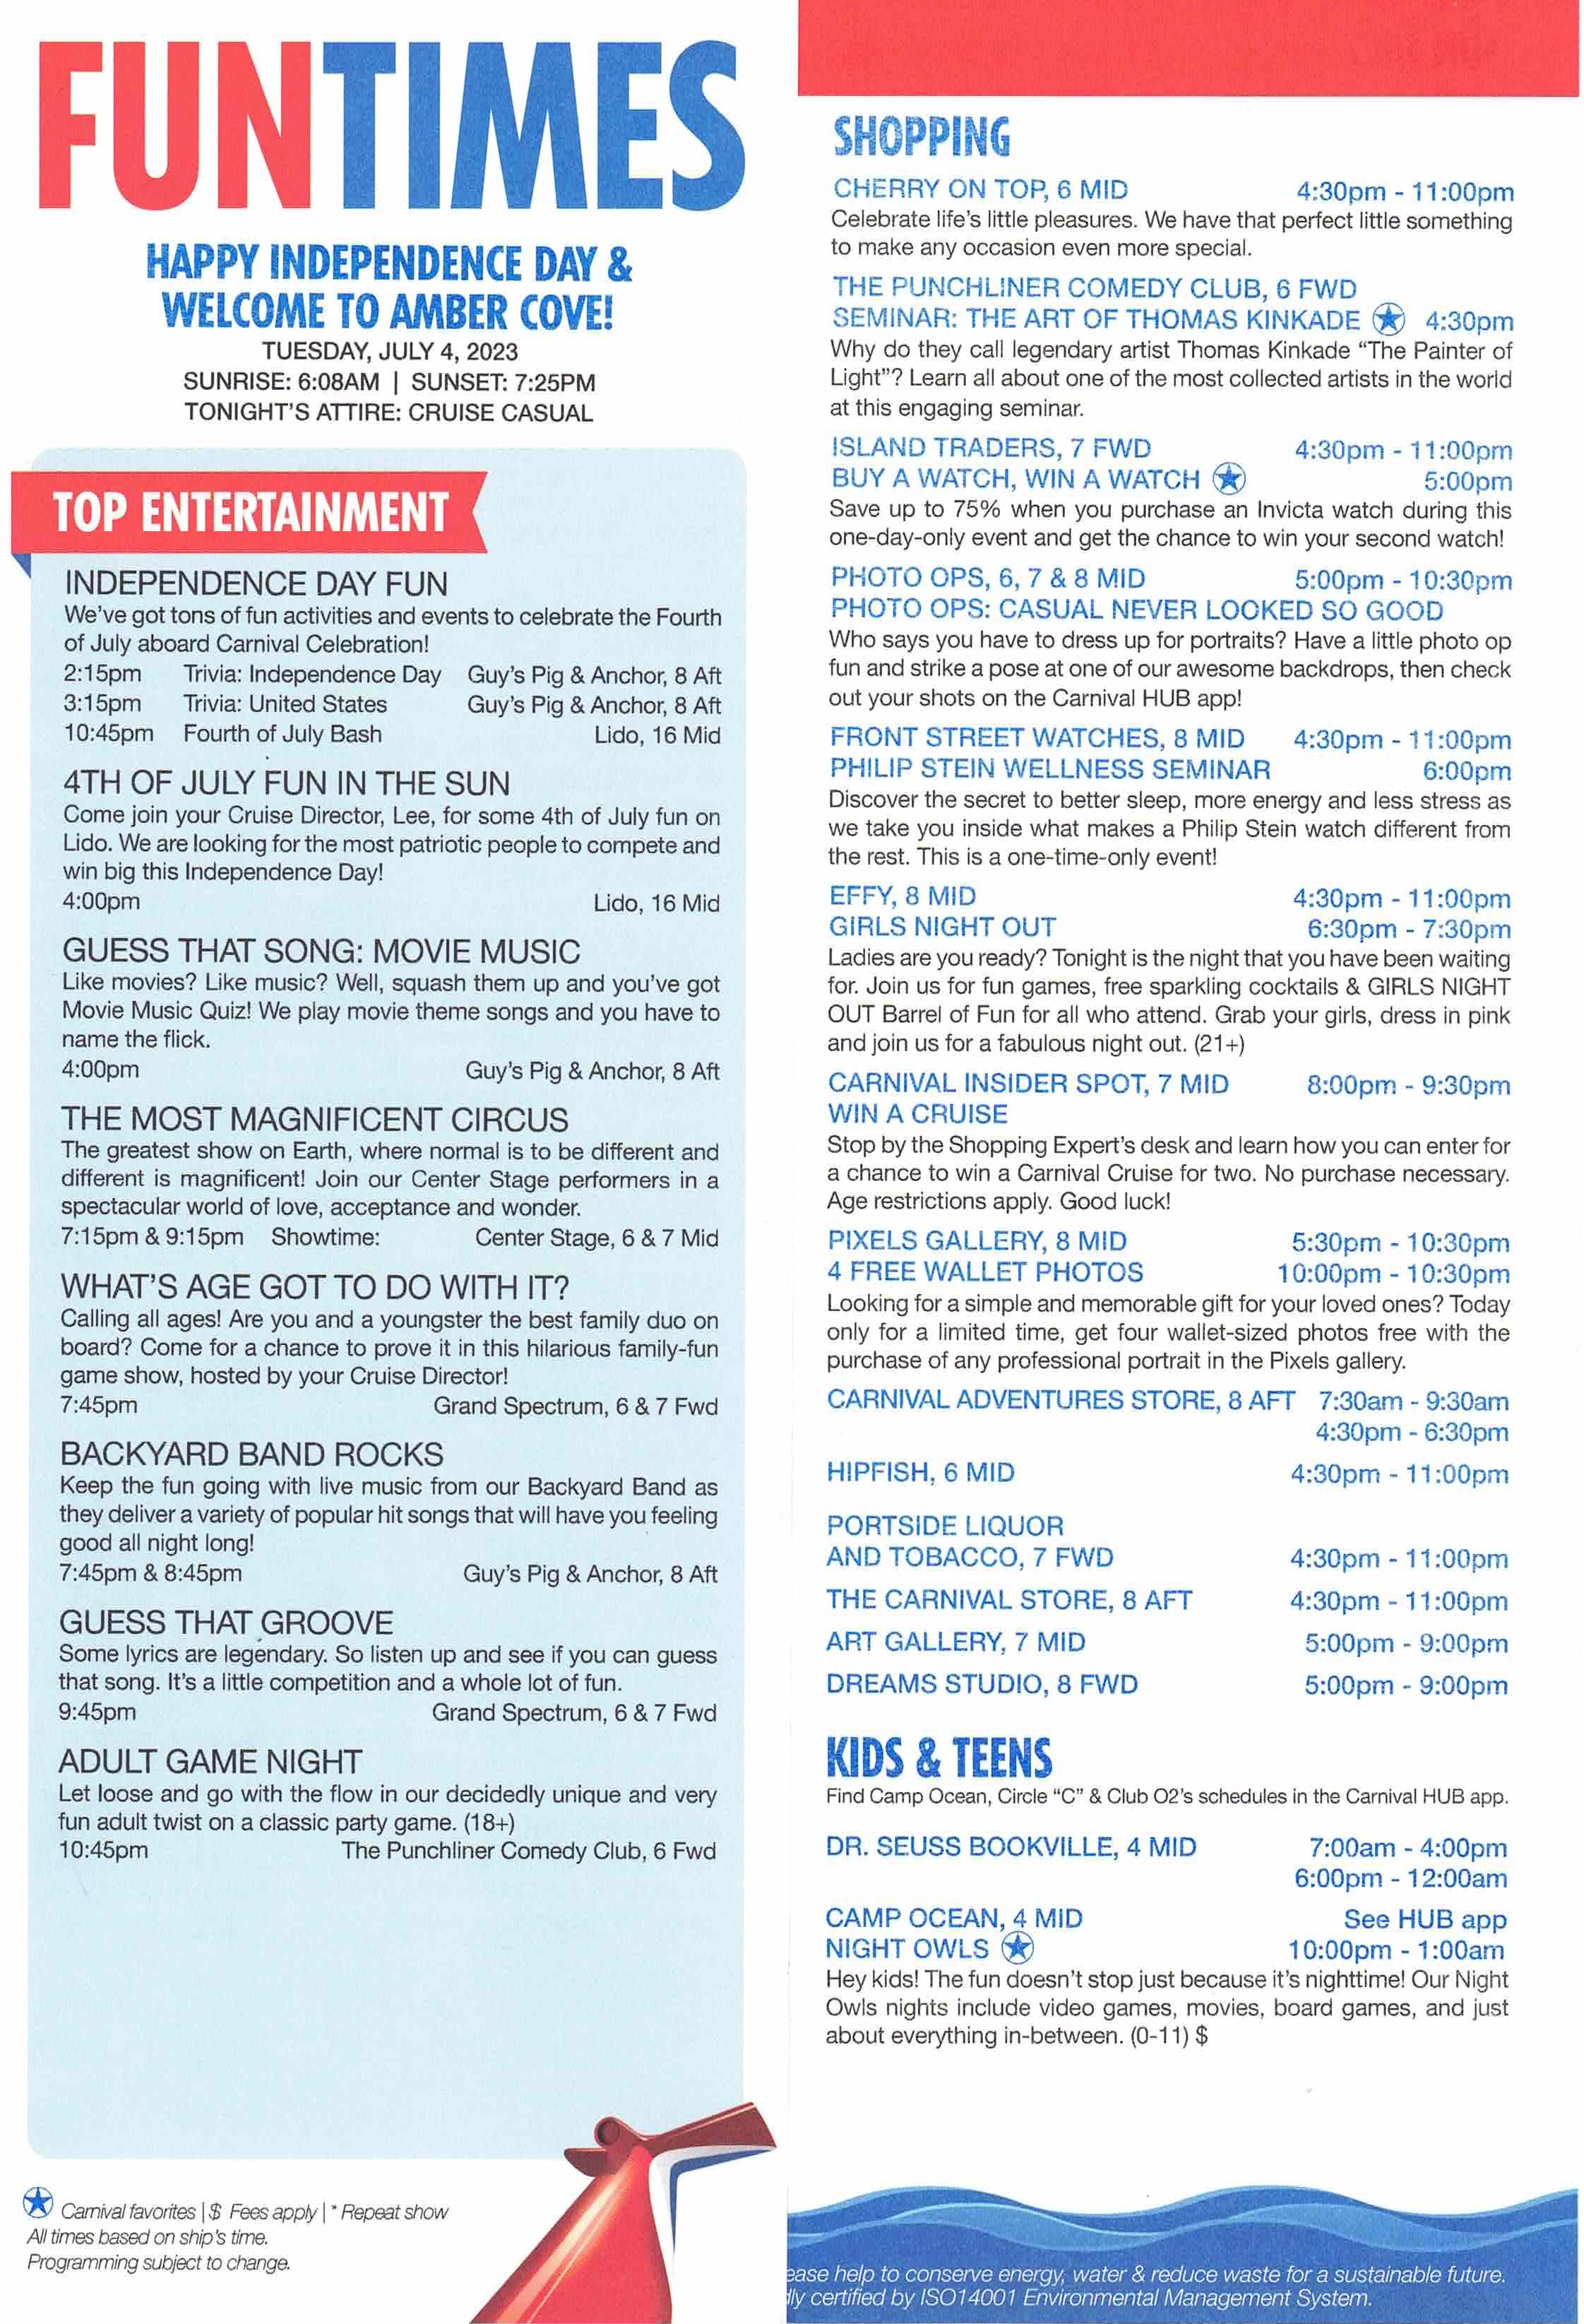 FUNTIMES
HAPPY INDEPENDENCE DAY &
WELCOME TO AMBER COVE!
TUESDAY, JULY 4, 2023
SUNRISE: 6:08AM | SUNSET: 7:25PM
TONIGHT'S ATTIRE: CRUISE CASUAL
TOP ENTERTAINMENT
INDEPENDENCE DAY FUN
We've got tons of fun activities and events to celebrate the Fourth
of July aboard Carnival Celebration!
2:15pm Trivia: Independence Day Guy's Pig & Anchor, 8 Aft
3:15pm Trivia: United States Guy's Pig & Anchor, 8 Aft
10:45pm Fourth of July Bash Lido, 16 Mid
4TH OF JULY FUN IN THE SUN
Come join your Cruise Director, Lee, for some 4th of July fun on
Lido. We are looking for the most patriotic people to compete and
win big this Independence Day!
4:00pm Lido, 16 Mid
GUESS THAT SONG: MOVIE MUSIC
Like movies? Like music? Well, squash them up and you've got
Movie Music Quiz! We play movie theme songs and you have to
name the flick.
4:00pm Guy's Pig & Anchor, 8 Aft
THE MOST MAGNIFICENT CIRCUS
The greatest show on Earth, where normal is to be different and
different is magnificent! Join our Center Stage performers in a
spectacular world of love, acceptance and wonder.
7:15pm & 9:15pm Showtime: Center Stage, 6 & 7 Mid
WHAT'S AGE GOT TO DO WITH IT?
Calling all ages! Are you and a youngster the best family duo on
board? Come for a chance to prove it in this hilarious family-fun
game show, hosted by your Cruise Director!
7:45pm Grand Spectrum, 6 & 7 Fwd
BACKYARD BAND ROCKS
Keep the fun going with live music from our Backyard Band as
they deliver a variety of popular hit songs that will have you feeling
good all night long!
7:45pm & 8:45pm Guy's Pig & Anchor, 8 Aft
GUESS THAT GROOVE
Some lyrics are legendary. So listen up and see if you can guess
that song. It's a little competition and a whole lot of fun.
9:45pm Grand Spectrum, 6 & 7 Fwd
ADULT GAME NIGHT
Let loose and go with the flow in our decidedly unique and very
fun adult twist on a classic party game. (18+)
10:45pm The Punchliner Comedy Club, 6 Fwd
Carnival favorites | $ Fees apply | * Repeat show
All times based on ship's time.
Programming subject to change.
SHOPPING
CHERRY ON TOP, 6 MID 4:30pm - 11:00pm
Celebrate life's little pleasures. We have that perfect little something
to make any occasion even more special.
THE PUNCHLINER COMEDY CLUB, 6 FWD
SEMINAR: THE ART OF THOMAS KINKADE 4:30pm
Why do they call legendary artist Thomas Kinkade "The Painter of
Light"? Learn all about one of the most collected artists in the world
at this engaging seminar.
ISLAND TRADERS, 7 FWD 4:30pm - 11:00pm
BUY A WATCH, WIN A WATCH 5:00pm
Save up to 75% when you purchase an Invicta watch during this
one-day-only event and get the chance to win your second watch!
PHOTO OPS, 6, 7 & 8 MID 5:00pm - 10:30pm
PHOTO OPS: CASUAL NEVER LOOKED SO GOOD
Who says you have to dress up for portraits? Have a little photo op
fun and strike a pose at one of our awesome backdrops, then check
out your shots on the Carnival HUB app!
FRONT STREET WATCHES, 8 MID 4:30pm - 11:00pm
PHILIP STEIN WELLNESS SEMINAR 6:00pm
Discover the secret to better sleep, more energy and less stress as
we take you inside what makes a Philip Stein watch different from
the rest. This is a one-time-only event!
EFFY, 8 MID 4:30pm - 11:00pm
GIRLS NIGHT OUT 6:30pm - 7:30pm
Ladies are you ready? Tonight is the night that you have been waiting
for. Join us for fun games, free sparkling cocktails & GIRLS NIGHT
OUT Barrel of Fun for all who attend. Grab your girls, dress in pink
and join us for a fabulous night out. (21+)
CARNIVAL INSIDER SPOT, 7 MID 8:00pm - 9:30pm
WIN A CRUISE
Stop by the Shopping Expert's desk and learn how you can enter for
a chance to win a Carnival Cruise for two. No purchase necessary.
Age restrictions apply. Good luck!
PIXELS GALLERY, 8 MID 5:30pm - 10:30pm
4 FREE WALLET PHOTOS 10:00pm - 10:30pm
Looking for a simple and memorable gift for your loved ones? Today
only for a limited time, get four wallet-sized photos free with the
purchase of any professional portrait in the Pixels gallery.
CARNIVAL ADVENTURES STORE, 8 AFT 7:30am - 9:30am
4:30pm - 6:30pm
HIPFISH, 6 MID 4:30pm - 11:00pm
PORTSIDE LIQUOR
AND TOBACCO, 7 FWD 4:30pm - 11:00pm
THE CARNIVAL STORE, 8 AFT 4:30pm - 11:00pm
ART GALLERY, 7 MID 5:00pm - 9:00pm
DREAMS STUDIO, 8 FWD 5:00pm - 9:00pm
KIDS & TEENS
Find Camp Ocean, Circle "C" & Club O2's schedules in the Carnival HUB app.
DR. SEUSS BOOKVILLE, 4 MID 7:00am - 4:00pm
6:00pm - 12:00am
CAMP OCEAN, 4 MID See HUB app
NIGHT OWLS 10:00pm - 1:00am
Hey kids! The fun doesn't stop just because it's nighttime! Our Night
Owls nights include video games, movies, board games, and just
about everything in-between. (0-11) $
ease help to conserve energy, water & reduce waste for a sustainable future.
lly certified by ISO14001 Environmental Management System.